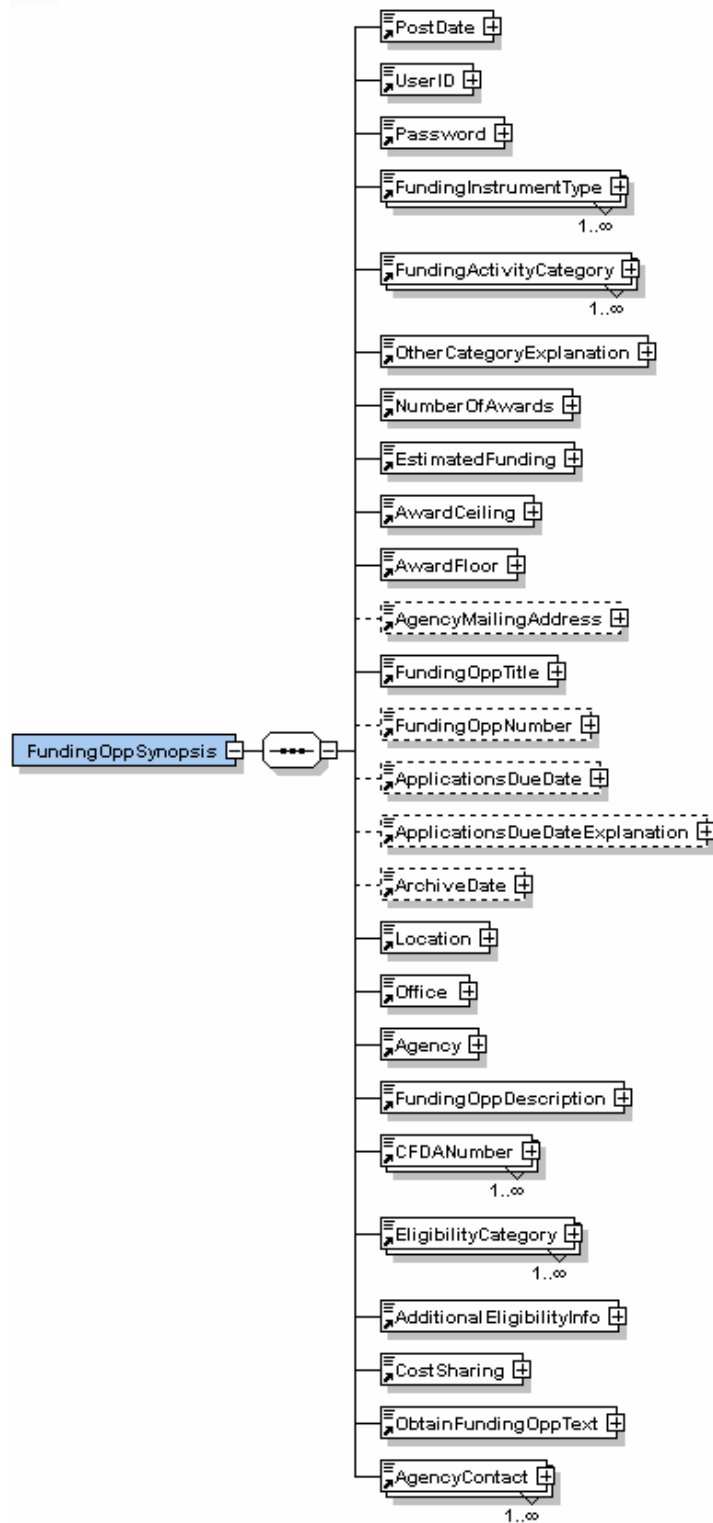 PostDate
UserID
Password
FundingInstrumentType
1..∞
FundingActivityCategory
1..∞
OtherCategoryExplanation
NumberOfAwards
EstimatedFunding
AwardCeiling
AwardFloor
AgencyMailingAddress
FundingOppTitle
FundingOppNumber
FundingOppSynopsis
ApplicationsDueDate
ApplicationsDueDateExplanation
ArchiveDate
Location
Office
Agency
FundingOppDescription
CFDANumber
1..∞
EligibilityCategory
1..∞
AdditionalEligibilityInfo
CostSharing
ObtainFundingOppText
AgencyContact
1..∞